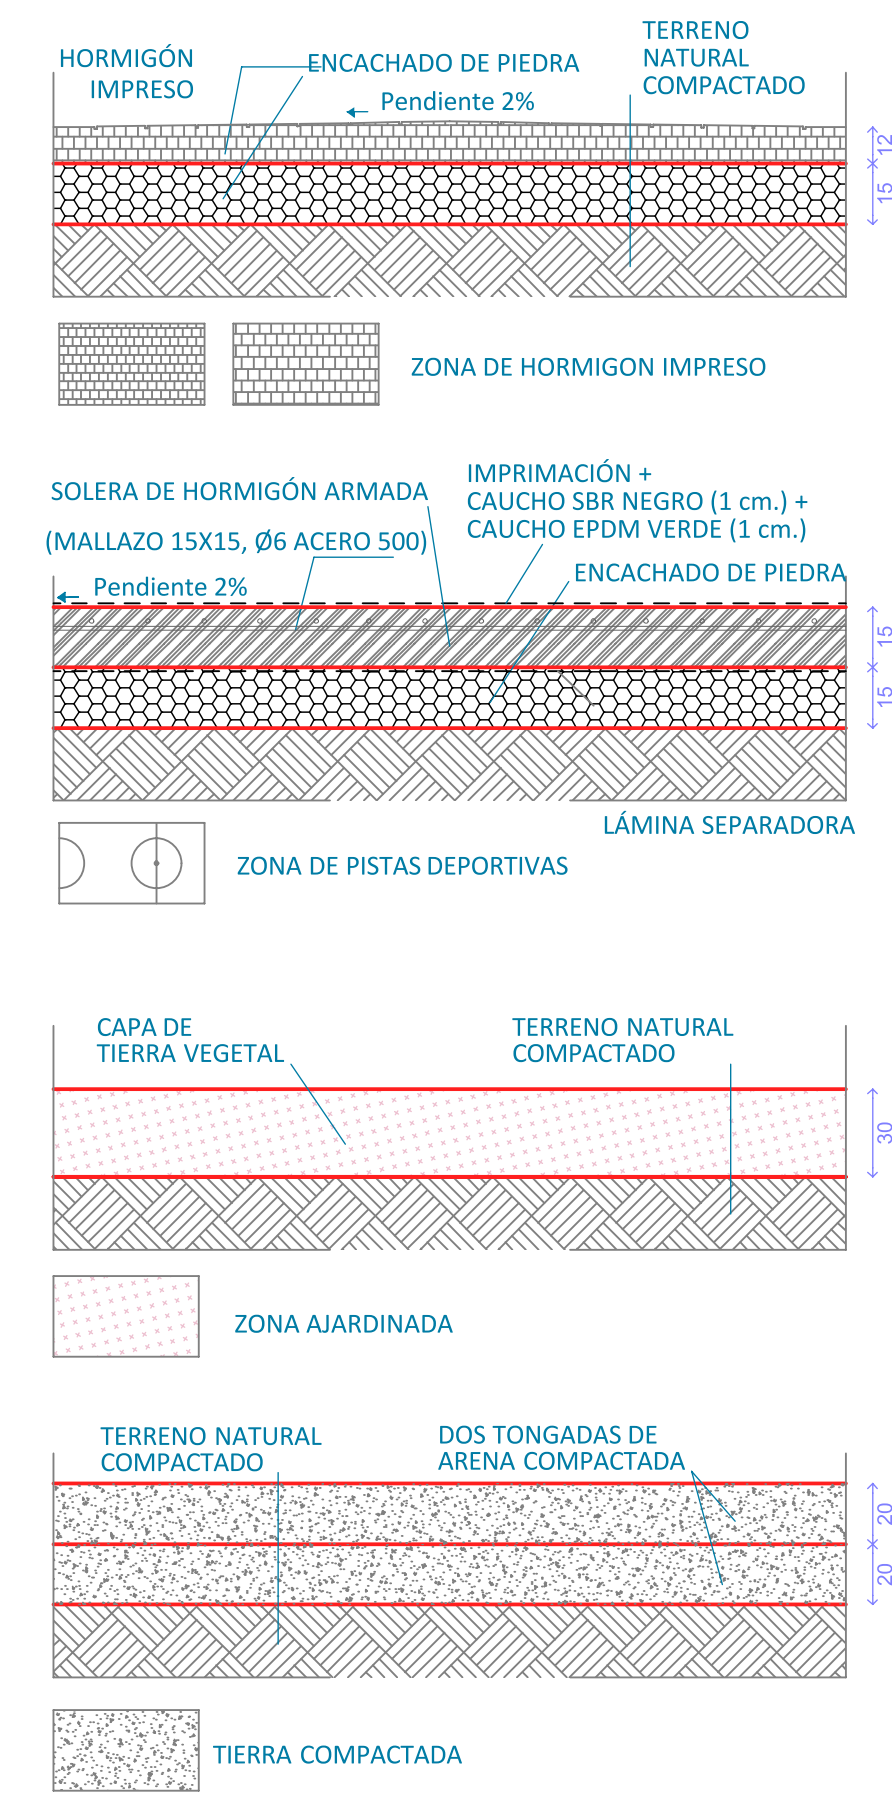 HORMIGÓN
IMPRESO
ENCACHADO DE PIEDRA
Pendiente 2%
TERRENO
NATURAL
COMPACTADO
12
15
ZONA DE HORMIGON IMPRESO
SOLERA DE HORMIGÓN ARMADA
(MALLAZO 15X15, Ø6 ACERO 500)
IMPRIMACIÓN +
CAUCHO SBR NEGRO (1 cm.) +
CAUCHO EPDM VERDE (1 cm.)
ENCACHADO DE PIEDRA
Pendiente 2%
15
15
LÁMINA SEPARADORA
ZONA DE PISTAS DEPORTIVAS
CAPA DE
TIERRA VEGETAL
TERRENO NATURAL
COMPACTADO
30
ZONA AJARDINADA
TERRENO NATURAL
COMPACTADO
DOS TONGADAS DE
ARENA COMPACTADA
20
20
TIERRA COMPACTADA